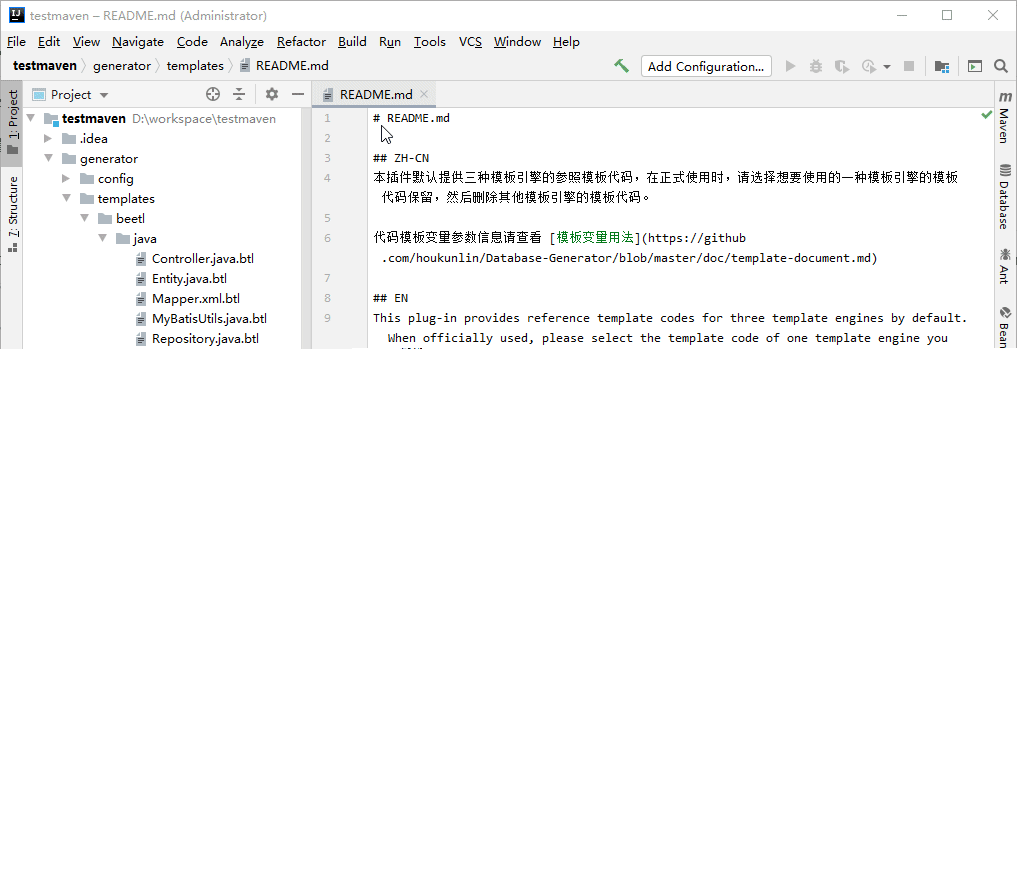 testmaven – README.md (Administrator)
File Edit View Navigate Code Analyze Refactor Build Run Tools VCS Window Help
testmaven generator templates README.md
Add Configuration...
1: Project
7: Structure
Project
testmaven D:\workspace\testmaven
.idea
generator
config
templates
beetl
java
Controller.java.btl
Entity.java.btl
Mapper.xml.btl
MyBatisUtils.java.btl
Repository.java.btl
README.md
1 # README.md
2
3 ## ZH-CN
4 本插件默认提供三种模板引擎的参照模板代码，在正式使用时，请选择想要使用的一种模板引擎的模板
代码保留，然后删除其他模板引擎的模板代码。
5
6 代码模板变量参数信息请查看 [模板变量用法](https://github
.com/houkunlin/Database-Generator/blob/master/doc/template-document.md)
7
8 ## EN
9 This plug-in provides reference template codes for three template engines by default.
When officially used, please select the template code of one template engine you
m Maven
Database
Ant
Bean